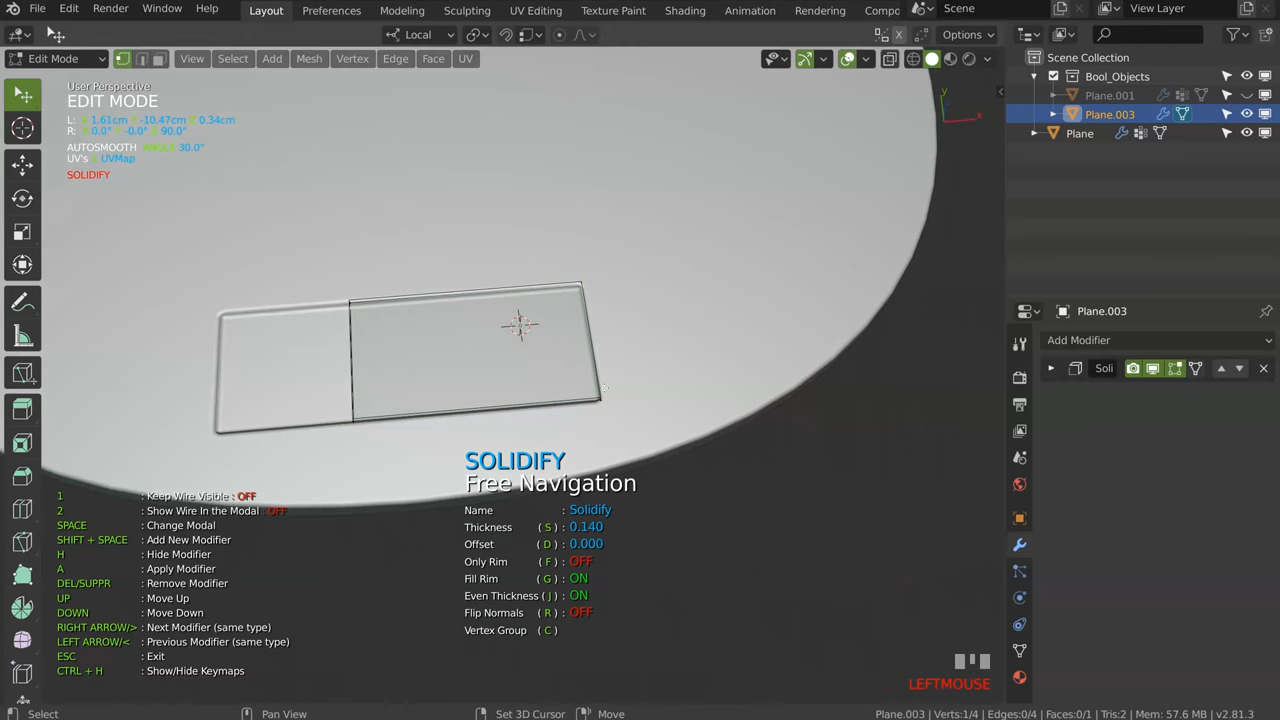 File Edit Render Window Help Layout Preferences Modeling Sculpting UV Editing Texture Paint Shading Animation Rendering Compo Scene View Layer
Local Options
Edit Mode View Select Add Mesh Vertex Edge Face UV
User Perspective
EDIT MODE
L: X 1.61cm Y -10.47cm Z 0.34cm
R: X 0.0° Y -0.0° Z 90.0°
AUTOSMOOTH ANGLE 30.0°
UV's 1 UVMap
SOLIDIFY
y
x
Scene Collection
Bool_Objects
Plane.001
Plane.003
Plane
Plane.003
Add Modifier
Soli
SOLIDIFY
Free Navigation
Name : Solidify
Thickness ( S ) : 0.140
Offset ( D ) : 0.000
Only Rim ( F ) : OFF
Fill Rim ( G ) : ON
Even Thickness ( J ) : ON
Flip Normals ( R ) : OFF
Vertex Group ( C )
1 : Keep Wire Visible : OFF
2 : Show Wire In the Modal : OFF
SPACE : Change Modal
SHIFT + SPACE : Add New Modifier
H : Hide Modifier
A : Apply Modifier
DEL/SUPPR : Remove Modifier
UP : Move Up
DOWN : Move Down
RIGHT ARROW/> : Next Modifier (same type)
LEFT ARROW/< : Previous Modifier (same type)
ESC : Exit
CTRL + H : Show/Hide Keymaps
LEFTMOUSE
Select Pan View Set 3D Cursor Move Plane.003 | Verts:1/4 | Edges:0/4 | Faces:0/1 | Tris:2 | Mem: 57.6 MB | v2.81.3